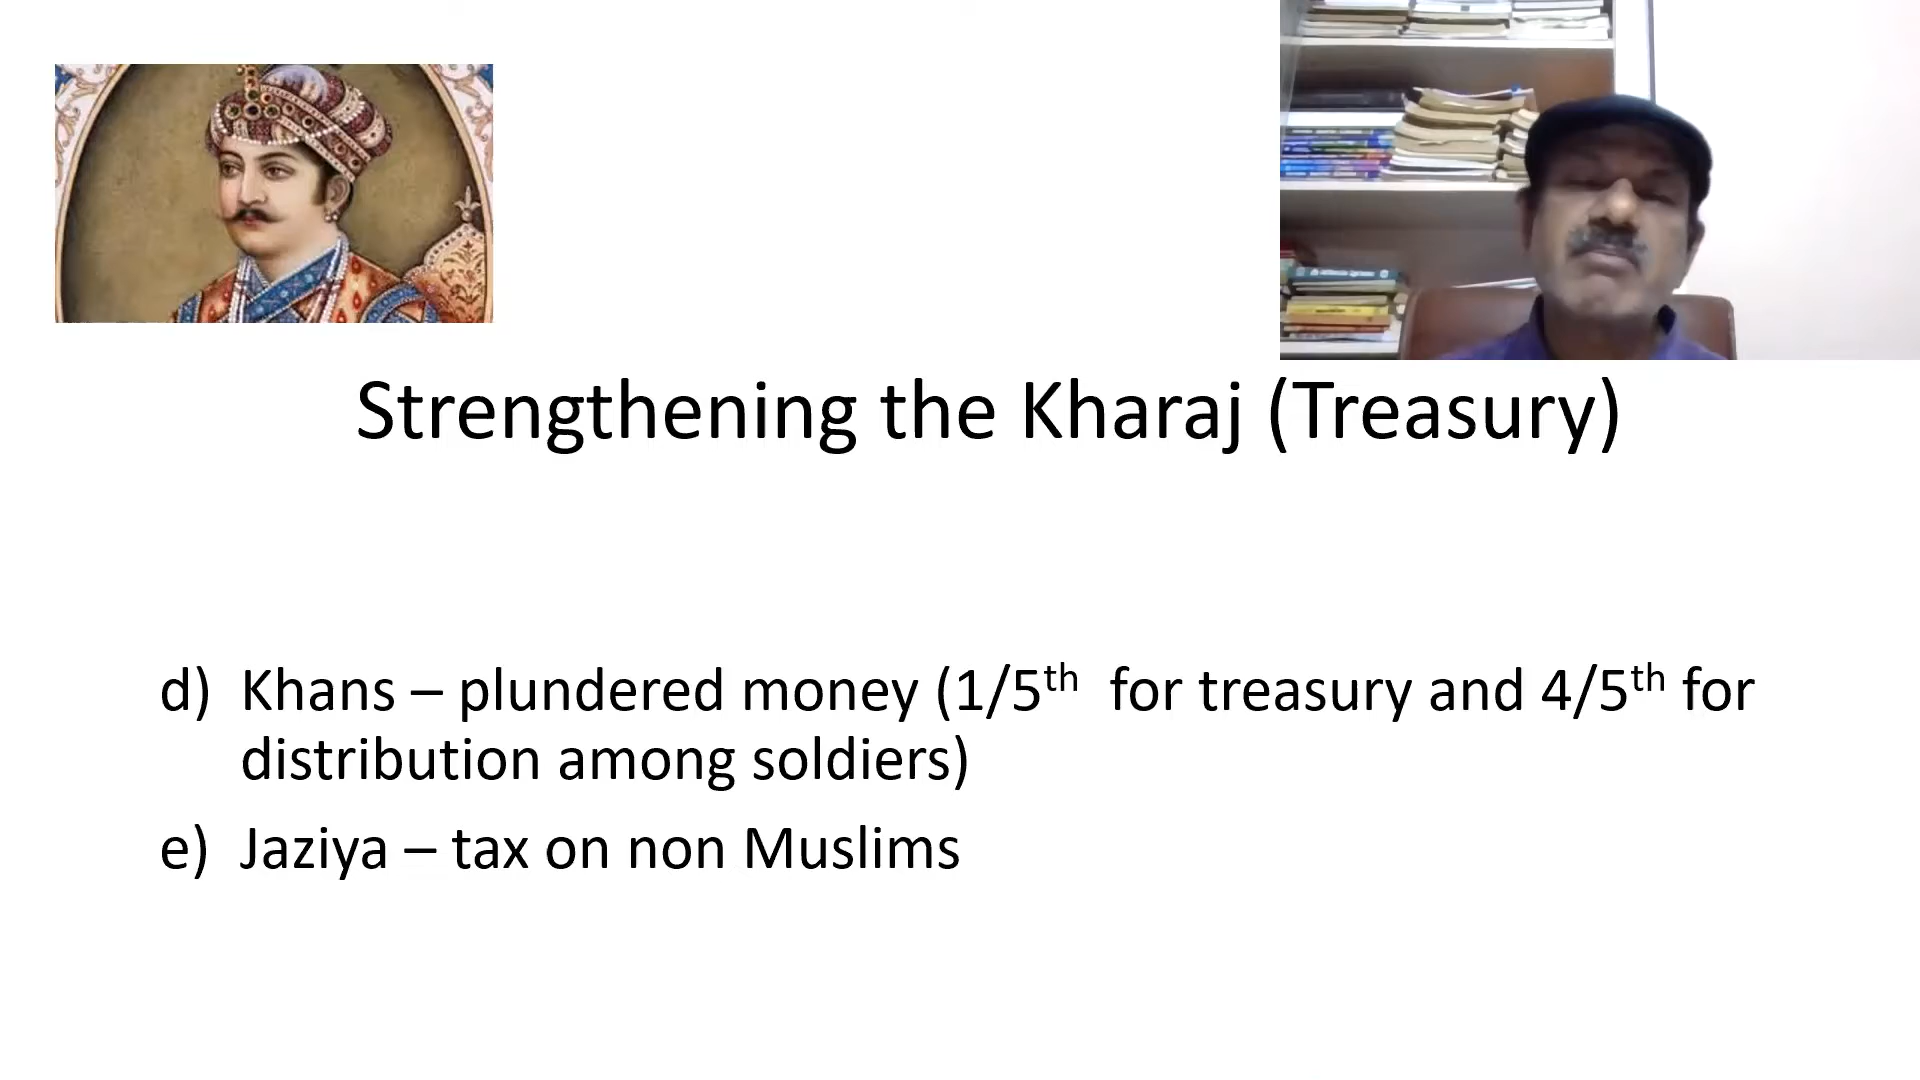 Strengthening the Kharaj (Treasury)
d) Khans – plundered money (1/5th for treasury and 4/5th for
distribution among soldiers)
e) Jaziya – tax on non Muslims